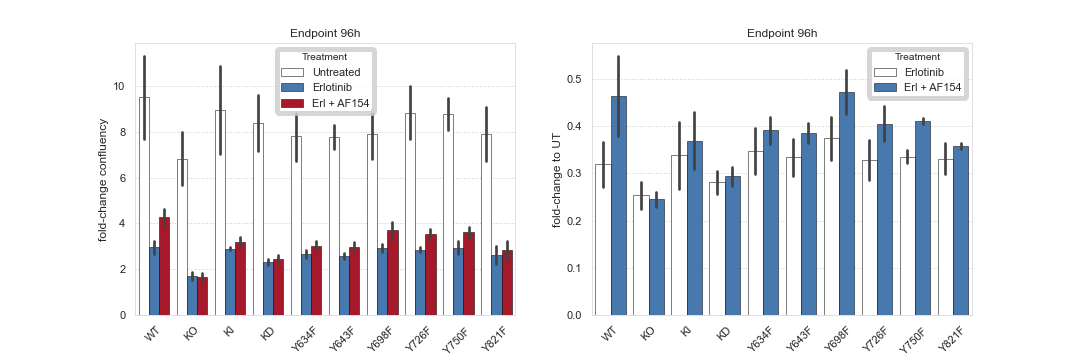 Endpoint 96h
fold-change confluency
10
8
6
4
2
0
Treatment
Untreated
Erlotinib
Erl + AF154
WT
KO
KI
KD
Y634F
Y643F
Y698F
Y726F
Y750F
Y821F
Endpoint 96h
fold-change to UT
0.5
0.4
0.3
0.2
0.1
0.0
Treatment
Erlotinib
Erl + AF154
WT
KO
KI
KD
Y634F
Y643F
Y698F
Y726F
Y750F
Y821F